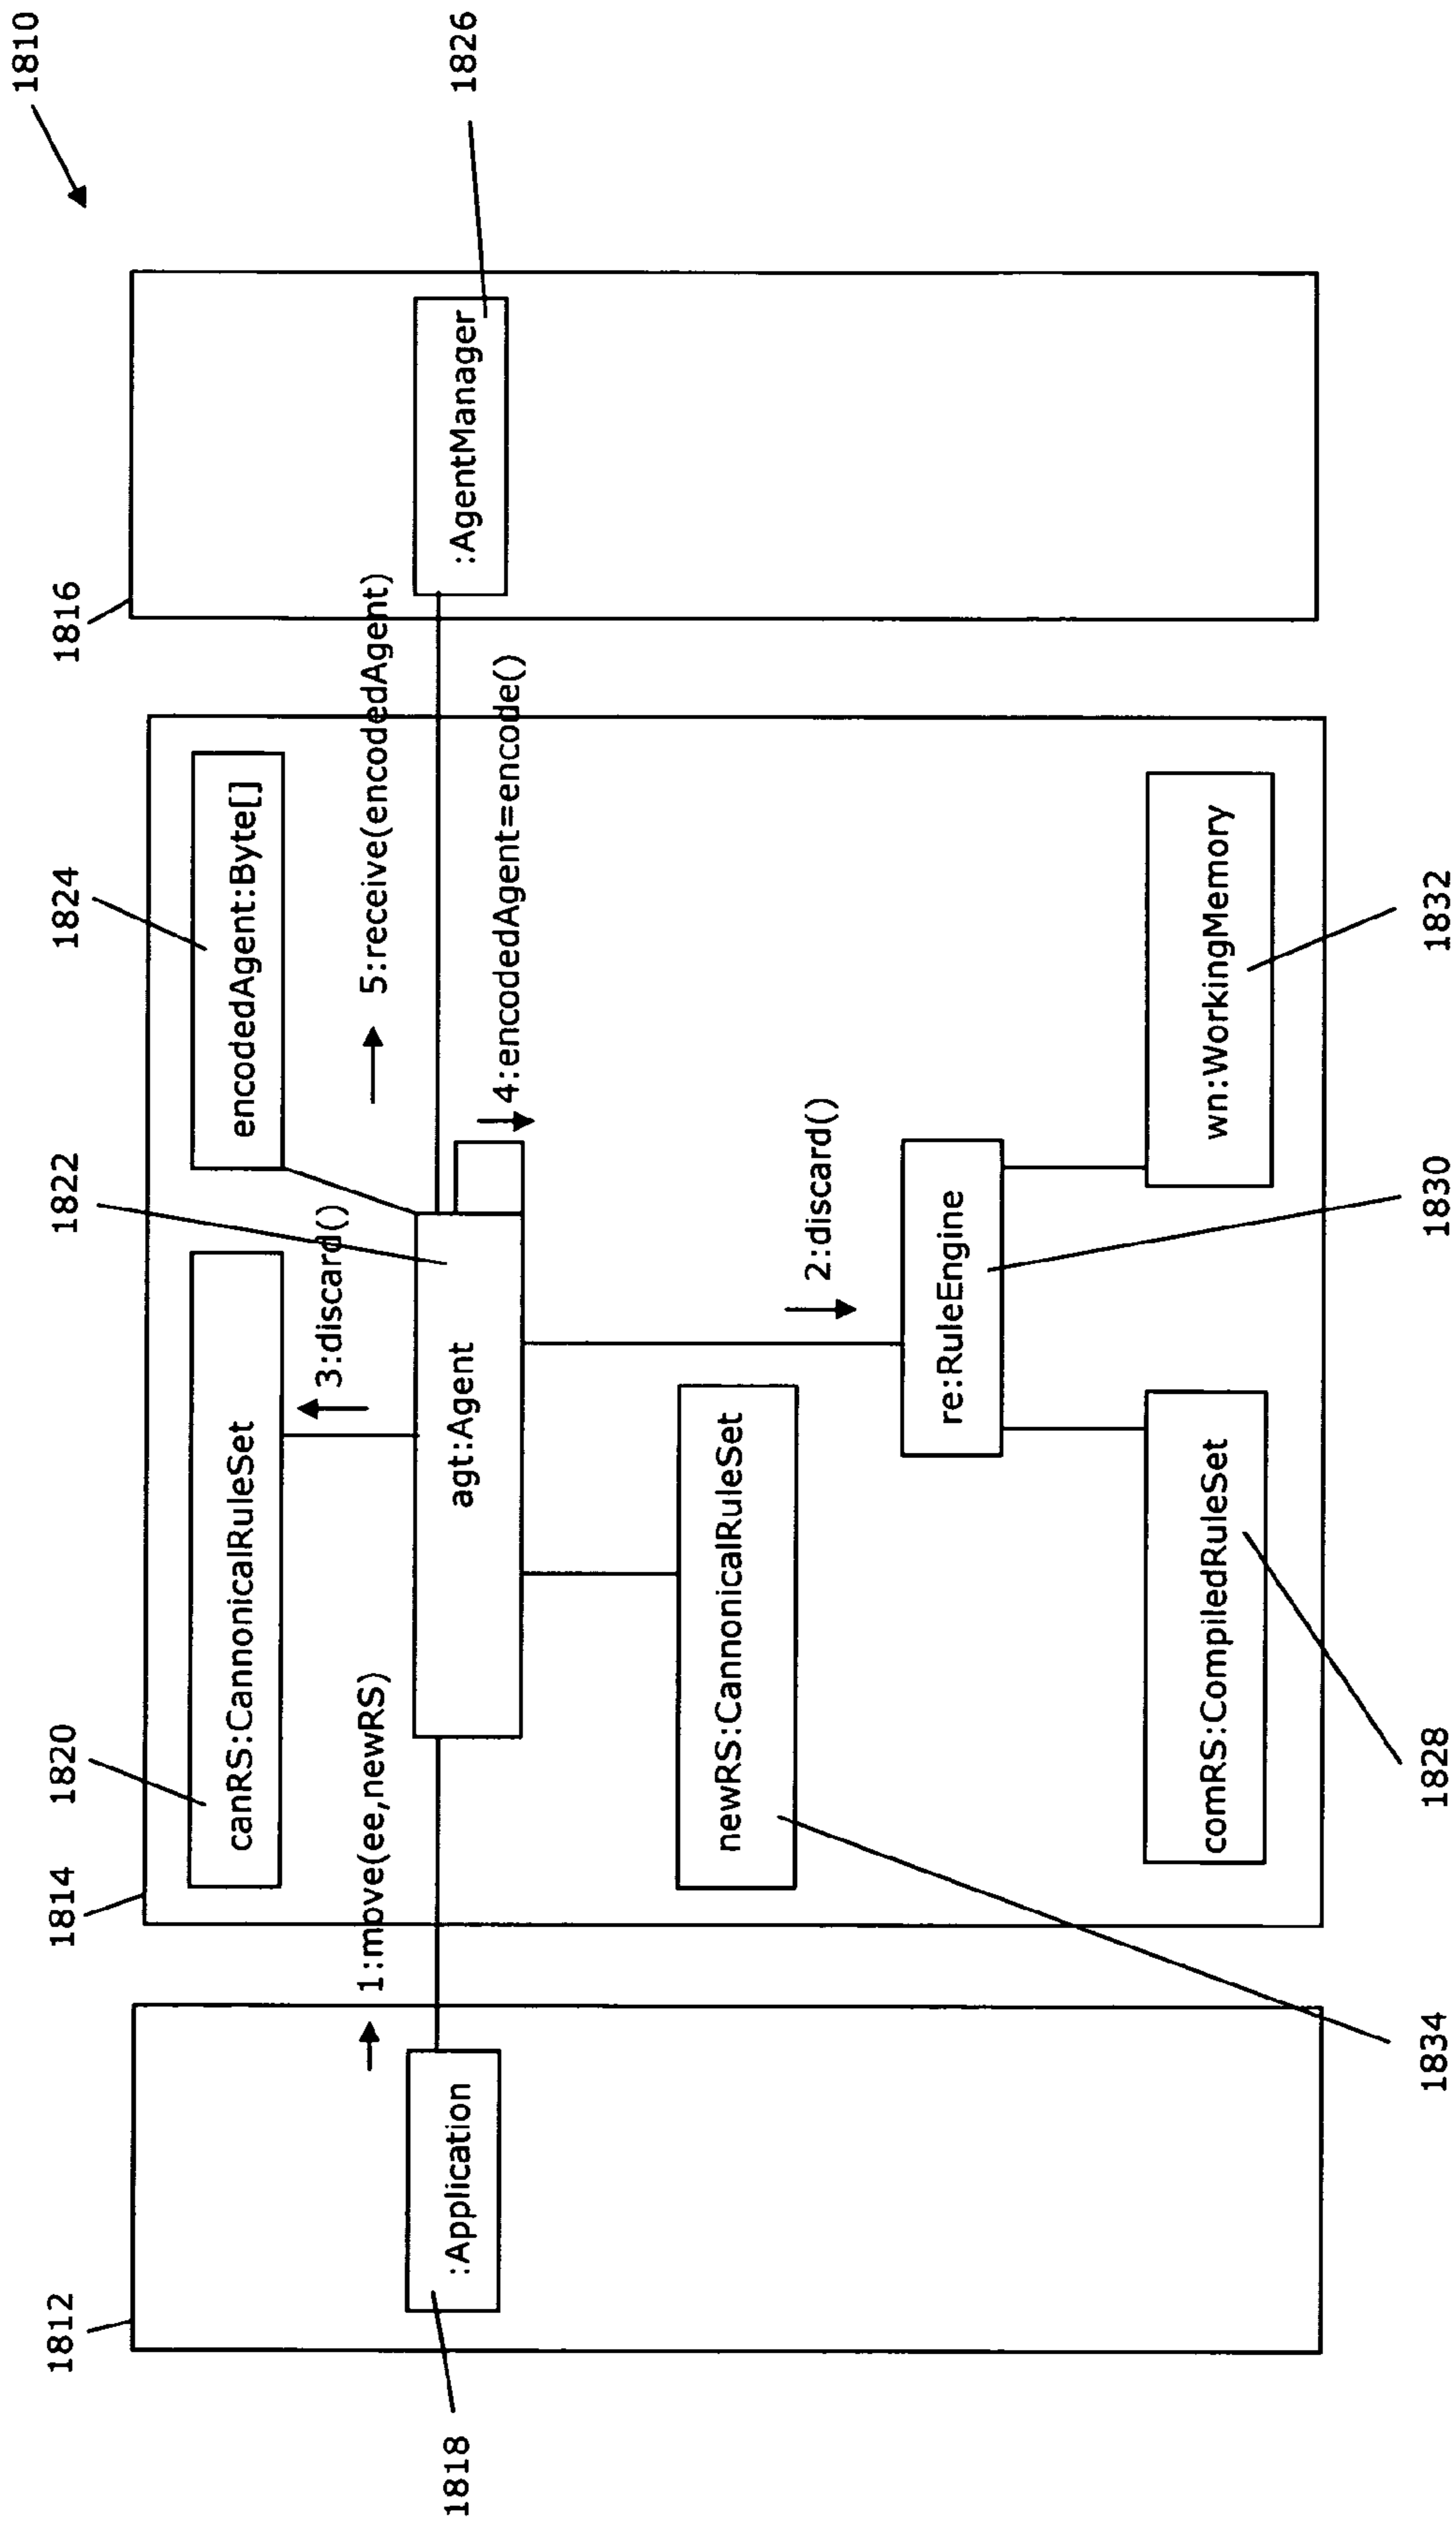 1810
1812
1814
1816
1818
1820
1822
1824
1826
canRS:CannonicalRuleSet
encodedAgent:Byte[]
3:discard()
1:move(ee,newRS)
5:receive(encodedAgent)
:Application
agt:Agent
:AgentManager
4:encodedAgent=encode()
newRS:CannonicalRuleSet
2:discard()
re:RuleEngine
comRS:CompiledRuleSet
wn:WorkingMemory
1834
1828
1830
1832